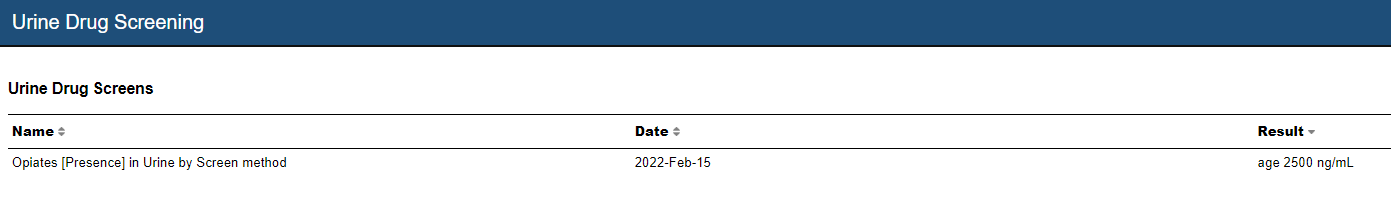 Urine Drug Screening
Urine Drug Screens
Name Date Result
Opiates [Presence] in Urine by Screen method 2022-Feb-15 age 2500 ng/mL